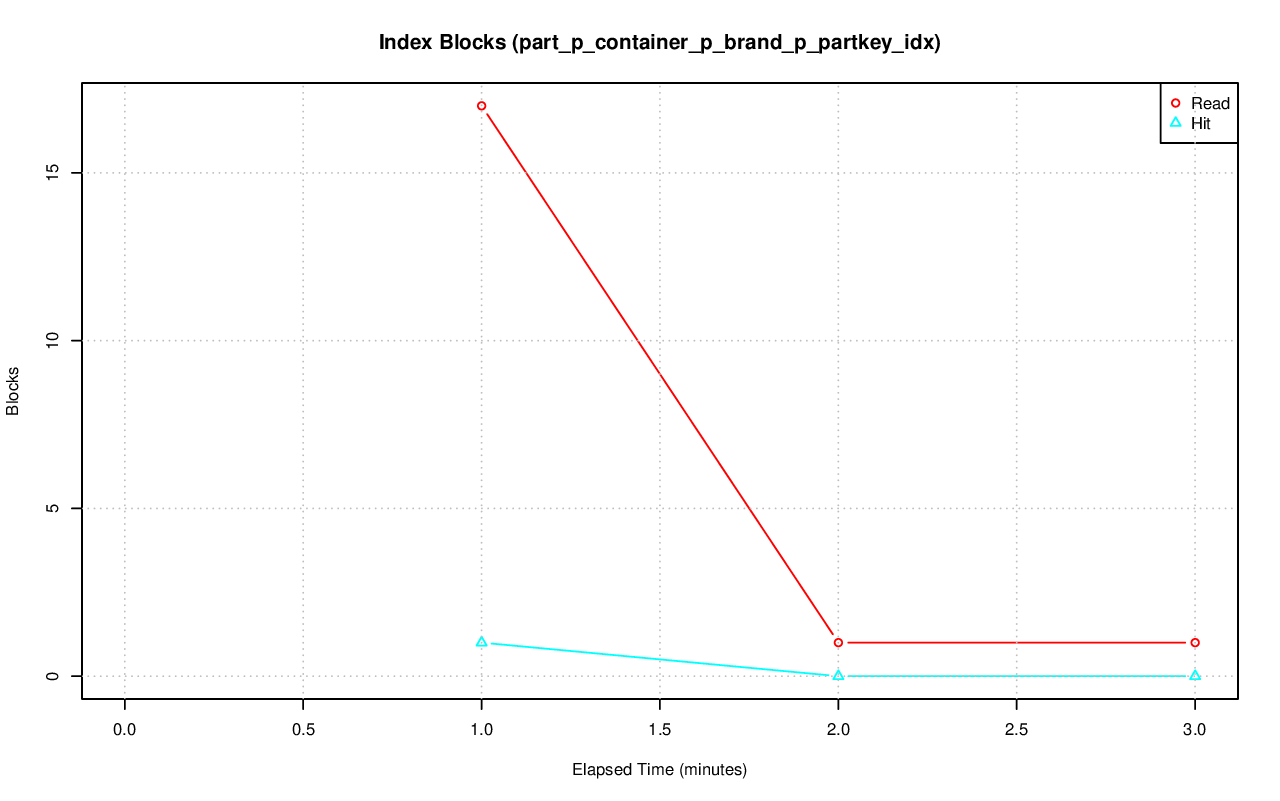 Index Blocks (part_p_container_p_brand_p_partkey_idx)
Read
Hit
15
10
5
0
Blocks
0.0 0.5 1.0 1.5 2.0 2.5 3.0
Elapsed Time (minutes)